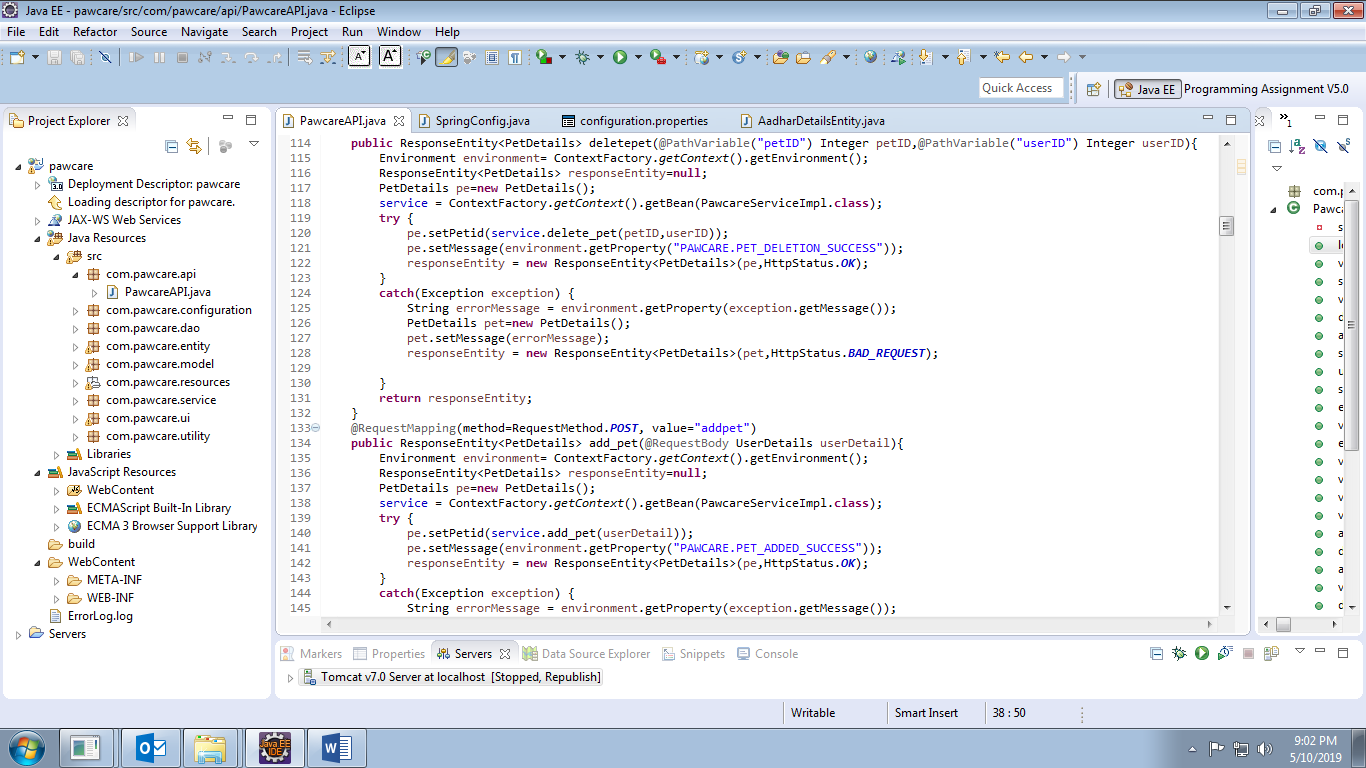 Java EE - pawcare/src/com/pawcare/api/PawcareAPI.java - Eclipse
File Edit Refactor Source Navigate Search Project Run Window Help
Quick Access
Java EE
Programming Assignment V5.0
Project Explorer
pawcare
Deployment Descriptor: pawcare
Loading descriptor for pawcare.
JAX-WS Web Services
Java Resources
src
com.pawcare.api
PawcareAPI.java
com.pawcare.configuration
com.pawcare.dao
com.pawcare.entity
com.pawcare.model
com.pawcare.resources
com.pawcare.service
com.pawcare.ui
com.pawcare.utility
Libraries
JavaScript Resources
WebContent
ECMAScript Built-In Library
ECMA 3 Browser Support Library
build
WebContent
META-INF
WEB-INF
ErrorLog.log
Servers
PawcareAPI.java SpringConfig.java configuration.properties AadharDetailsEntity.java
114 public ResponseEntity<PetDetails> deletepet(@PathVariable("petID") Integer petID,@PathVariable("userID") Integer userID){
115 Environment environment= ContextFactory.getContext().getEnvironment();
116 ResponseEntity<PetDetails> responseEntity=null;
117 PetDetails pe=new PetDetails();
118 service = ContextFactory.getContext().getBean(PawcareServiceImpl.class);
119 try {
120 pe.setPetid(service.delete_pet(petID,userID));
121 pe.setMessage(environment.getProperty("PAWCARE.PET_DELETION_SUCCESS"));
122 responseEntity = new ResponseEntity<PetDetails>(pe,HttpStatus.OK);
123 }
124 catch(Exception exception) {
125 String errorMessage = environment.getProperty(exception.getMessage());
126 PetDetails pet=new PetDetails();
127 pet.setMessage(errorMessage);
128 responseEntity = new ResponseEntity<PetDetails>(pet,HttpStatus.BAD_REQUEST);
129
130 }
131 return responseEntity;
132 }
133 @RequestMapping(method=RequestMethod.POST, value="addpet")
134 public ResponseEntity<PetDetails> add_pet(@RequestBody UserDetails userDetail){
135 Environment environment= ContextFactory.getContext().getEnvironment();
136 ResponseEntity<PetDetails> responseEntity=null;
137 PetDetails pe=new PetDetails();
138 service = ContextFactory.getContext().getBean(PawcareServiceImpl.class);
139 try {
140 pe.setPetid(service.add_pet(userDetail));
141 pe.setMessage(environment.getProperty("PAWCARE.PET_ADDED_SUCCESS"));
142 responseEntity = new ResponseEntity<PetDetails>(pe,HttpStatus.OK);
143 }
144 catch(Exception exception) {
145 String errorMessage = environment.getProperty(exception.getMessage());
com.p
Pawc
Markers Properties Servers Data Source Explorer Snippets Console
Tomcat v7.0 Server at localhost [Stopped, Republish]
Writable Smart Insert 38 : 50
9:02 PM
5/10/2019